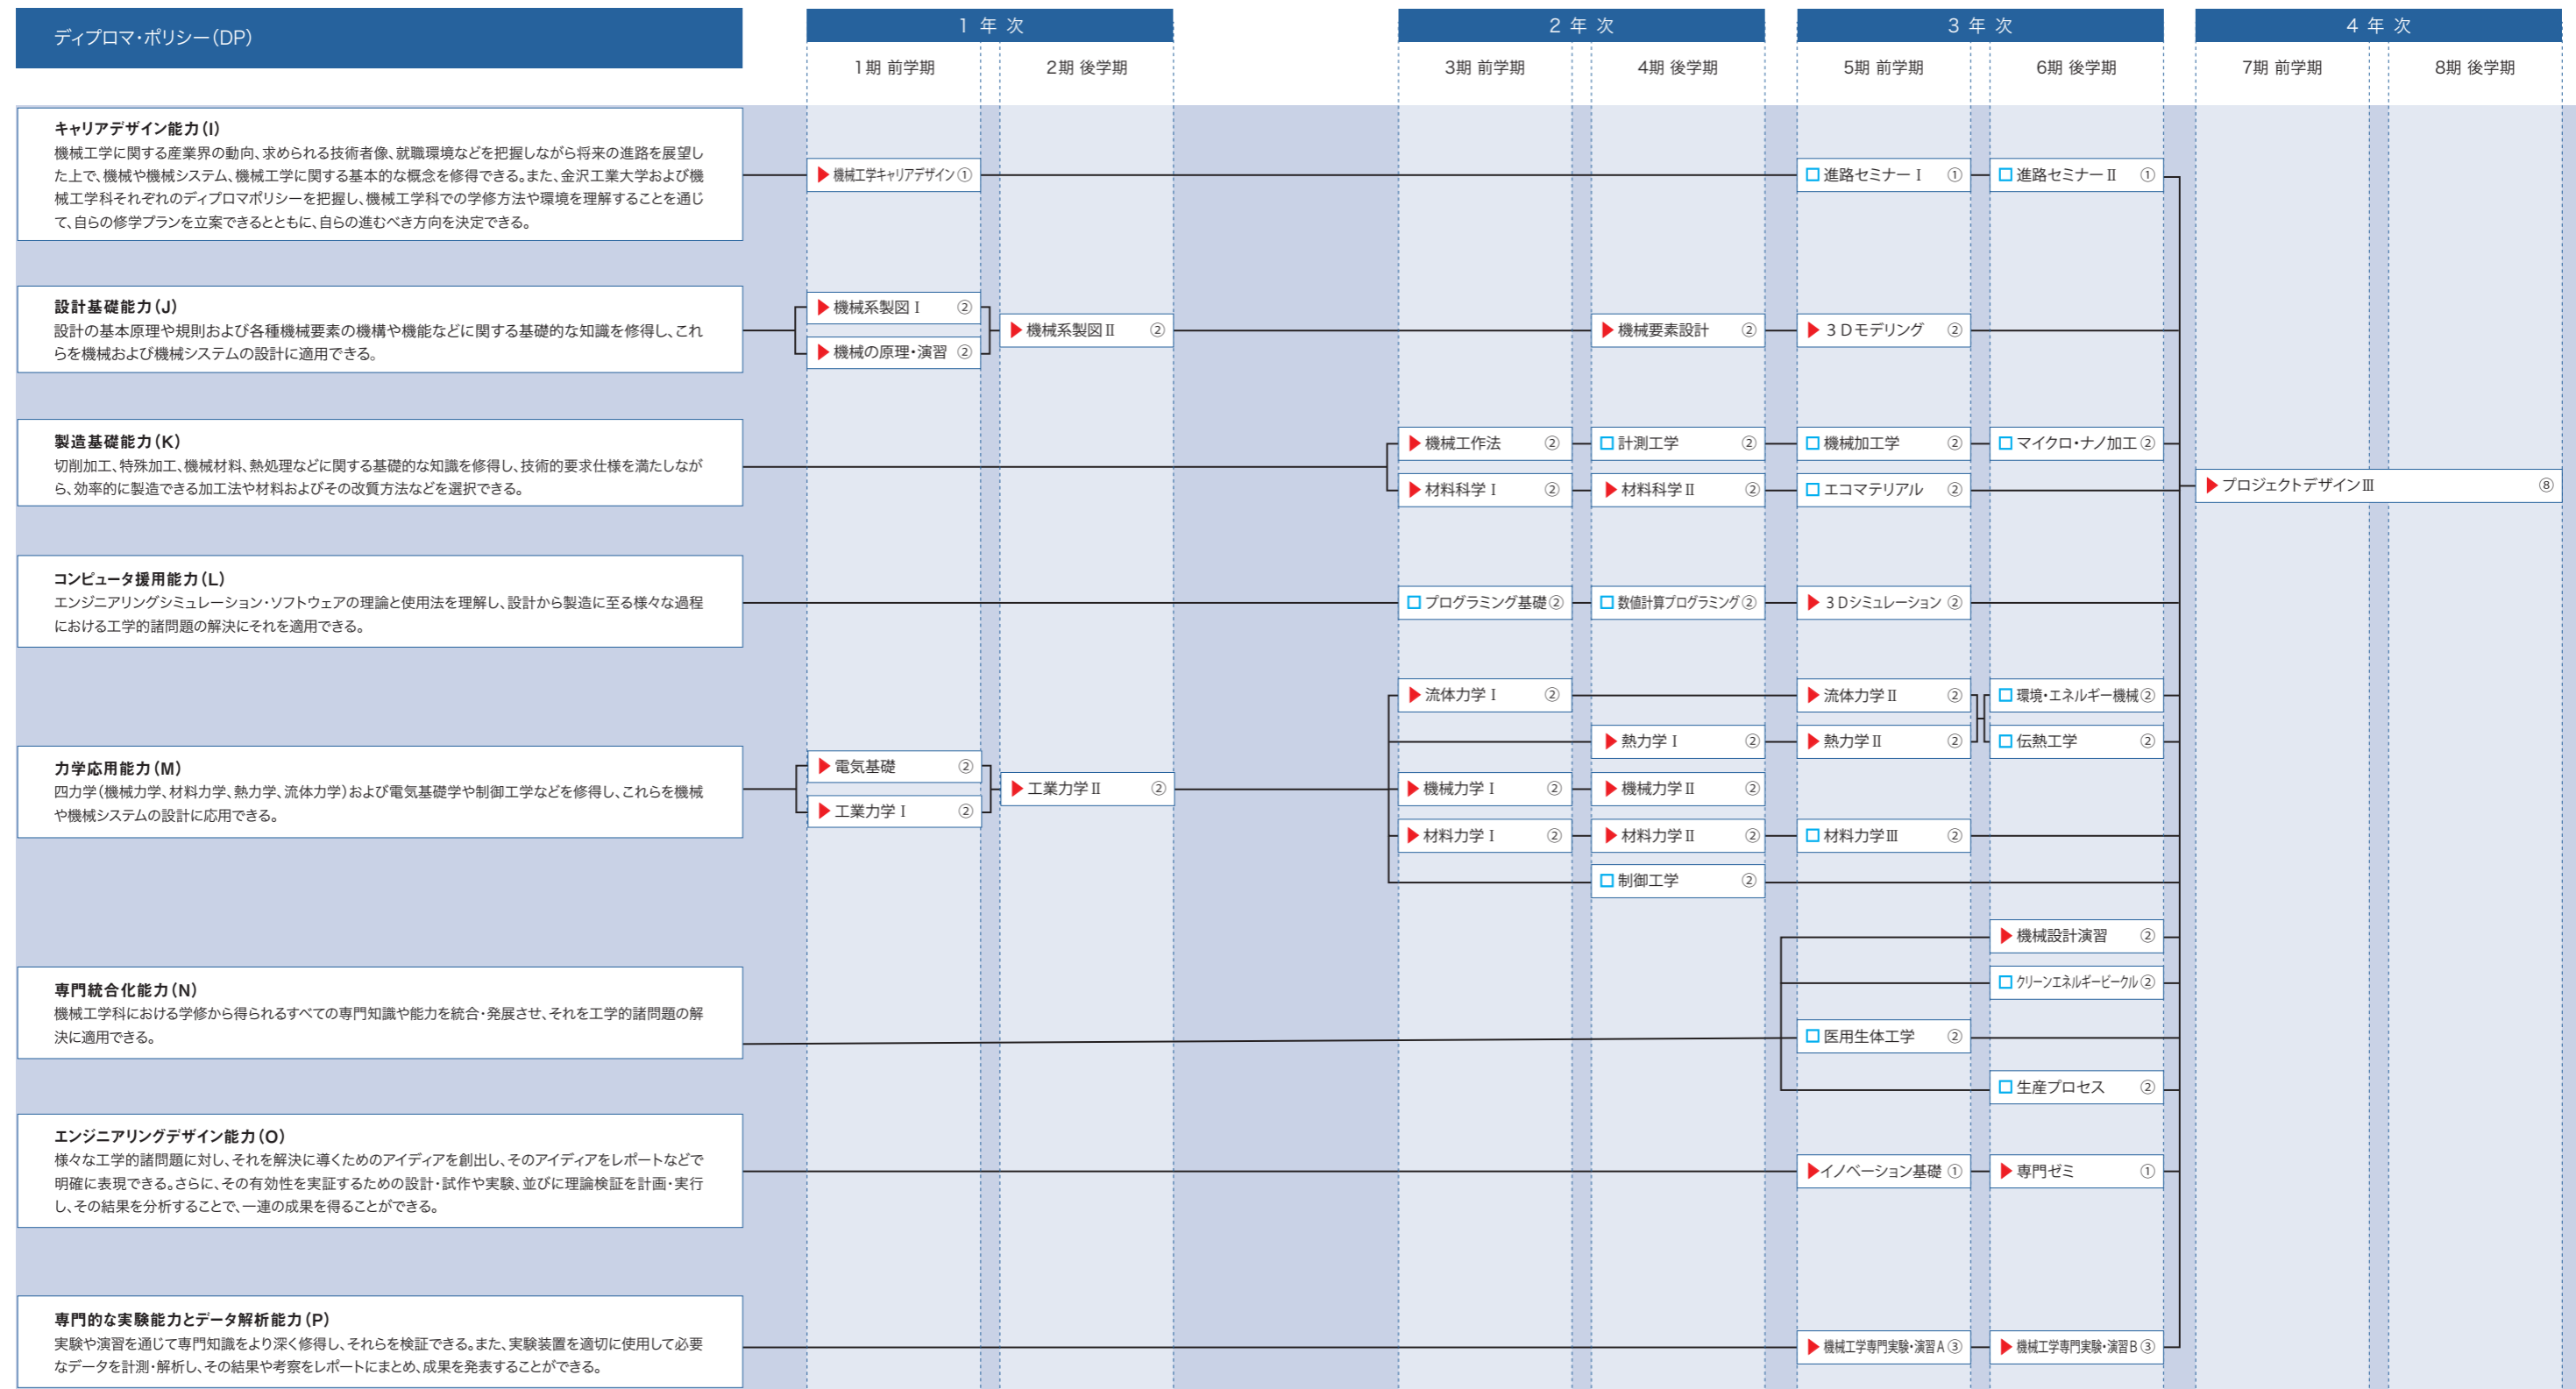 ディプロマ・ポリシー(DP)
1 年 次
2 年 次
3 年 次
4 年 次
1期 前学期
2期 後学期
3期 前学期
4期 後学期
5期 前学期
6期 後学期
7期 前学期
8期 後学期
キャリアデザイン能力(I)
機械工学に関する産業界の動向、求められる技術者像、就職環境などを把握しながら将来の進路を展望し
た上で、機械や機械システム、機械工学に関する基本的な概念を修得できる。また、金沢工業大学および機
械工学科それぞれのディプロマポリシーを把握し、機械工学科での学修方法や環境を理解することを通じ
て、自らの修学プランを立案できるとともに、自らの進むべき方向を決定できる。
▶機械工学キャリアデザイン①
□進路セミナーⅠ ①
□進路セミナーⅡ ①
設計基礎能力(J)
設計の基本原理や規則および各種機械要素の機構や機能などに関する基礎的な知識を修得し、これ
らを機械および機械システムの設計に適用できる。
▶機械系製図Ⅰ ②
▶機械の原理・演習 ②
▶機械系製図Ⅱ ②
▶機械要素設計 ②
▶3Dモデリング ②
製造基礎能力(K)
切削加工、特殊加工、機械材料、熱処理などに関する基礎的な知識を修得し、技術的要求仕様を満たしなが
ら、効率的に製造できる加工法や材料およびその改質方法などを選択できる。
▶機械工作法 ②
□計測工学 ②
□機械加工学 ②
□マイクロ・ナノ加工②
▶材料科学Ⅰ ②
▶材料科学Ⅱ ②
□エコマテリアル ②
▶プロジェクトデザインⅢ ⑧
コンピュータ援用能力(L)
エンジニアリングシミュレーション・ソフトウェアの理論と使用法を理解し、設計から製造に至る様々な過程
における工学的諸問題の解決にそれを適用できる。
□プログラミング基礎②
□数値計算プログラミング②
▶3Dシミュレーション ②
力学応用能力(M)
四力学(機械力学、材料力学、熱力学、流体力学)および電気基礎学や制御工学などを修得し、これらを機械
や機械システムの設計に応用できる。
▶電気基礎 ②
▶工業力学Ⅰ ②
▶工業力学Ⅱ ②
▶流体力学Ⅰ ②
▶流体力学Ⅱ ②
□環境・エネルギー機械②
▶熱力学Ⅰ ②
▶熱力学Ⅱ ②
□伝熱工学 ②
▶機械力学Ⅰ ②
▶機械力学Ⅱ ②
▶材料力学Ⅰ ②
▶材料力学Ⅱ ②
□材料力学Ⅲ ②
□制御工学 ②
専門統合化能力(N)
機械工学科における学修から得られるすべての専門知識や能力を統合・発展させ、それを工学的諸問題の解
決に適用できる。
▶機械設計演習 ②
□クリーンエネルギービークル②
□医用生体工学 ②
□生産プロセス ②
エンジニアリングデザイン能力(O)
様々な工学的諸問題に対し、それを解決に導くためのアイディアを創出し、そのアイディアをレポートなどで
明確に表現できる。さらに、その有効性を実証するための設計・試作や実験、並びに理論検証を計画・実行
し、その結果を分析することで、一連の成果を得ることができる。
▶イノベーション基礎 ①
▶専門ゼミ ①
専門的な実験能力とデータ解析能力(P)
実験や演習を通じて専門知識をより深く修得し、それらを検証できる。また、実験装置を適切に使用して必要
なデータを計測・解析し、その結果や考察をレポートにまとめ、成果を発表することができる。
▶機械工学専門実験・演習A③
▶機械工学専門実験・演習B③